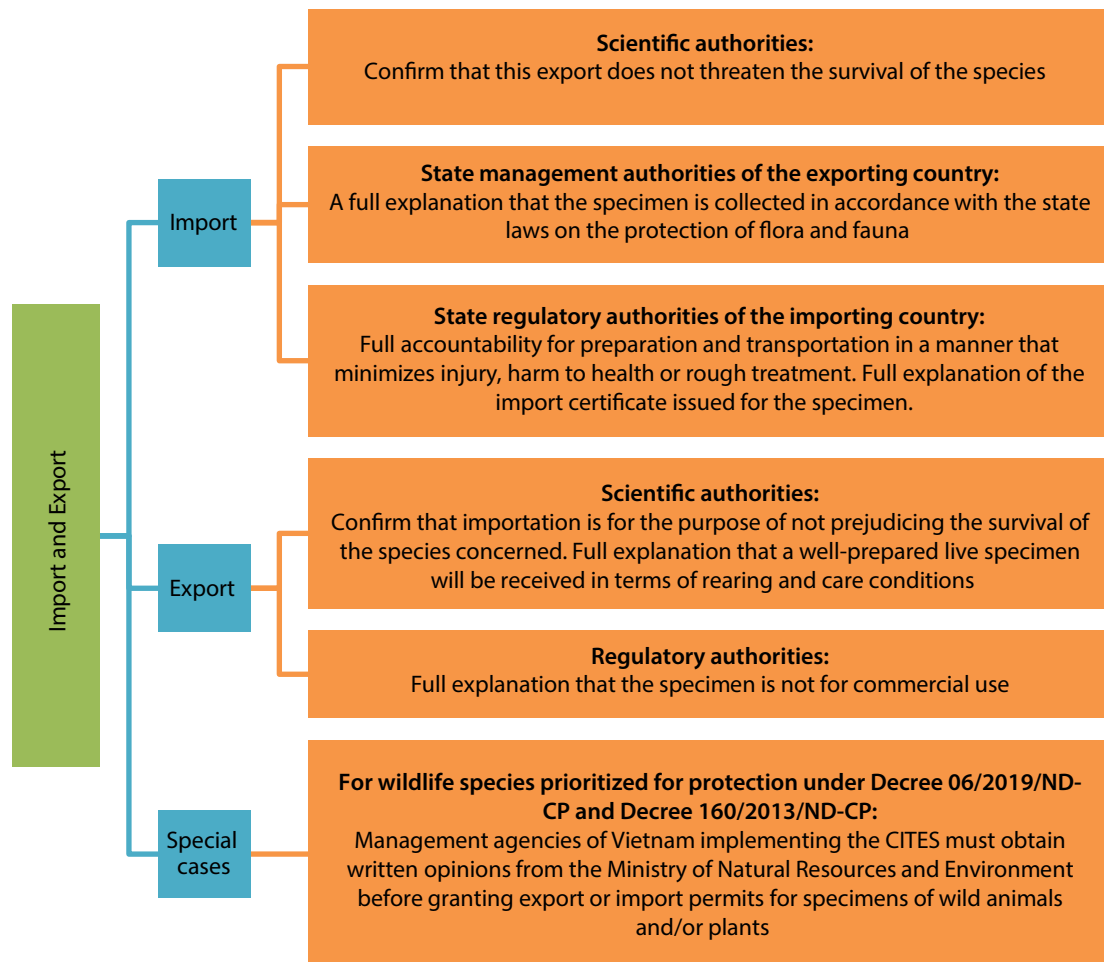 Import and Export
Import
Scientific authorities:
Confirm that this export does not threaten the survival of the species
State management authorities of the exporting country:
A full explanation that the specimen is collected in accordance with the state
laws on the protection of flora and fauna
State regulatory authorities of the importing country:
Full accountability for preparation and transportation in a manner that
minimizes injury, harm to health or rough treatment. Full explanation of the
import certificate issued for the specimen.
Export
Scientific authorities:
Confirm that importation is for the purpose of not prejudicing the survival of
the species concerned. Full explanation that a well-prepared live specimen
will be received in terms of rearing and care conditions
Regulatory authorities:
Full explanation that the specimen is not for commercial use
Special
cases
For wildlife species prioritized for protection under Decree 06/2019/ND-
CP and Decree 160/2013/ND-CP:
Management agencies of Vietnam implementing the CITES must obtain
written opinions from the Ministry of Natural Resources and Environment
before granting export or import permits for specimens of wild animals
and/or plants